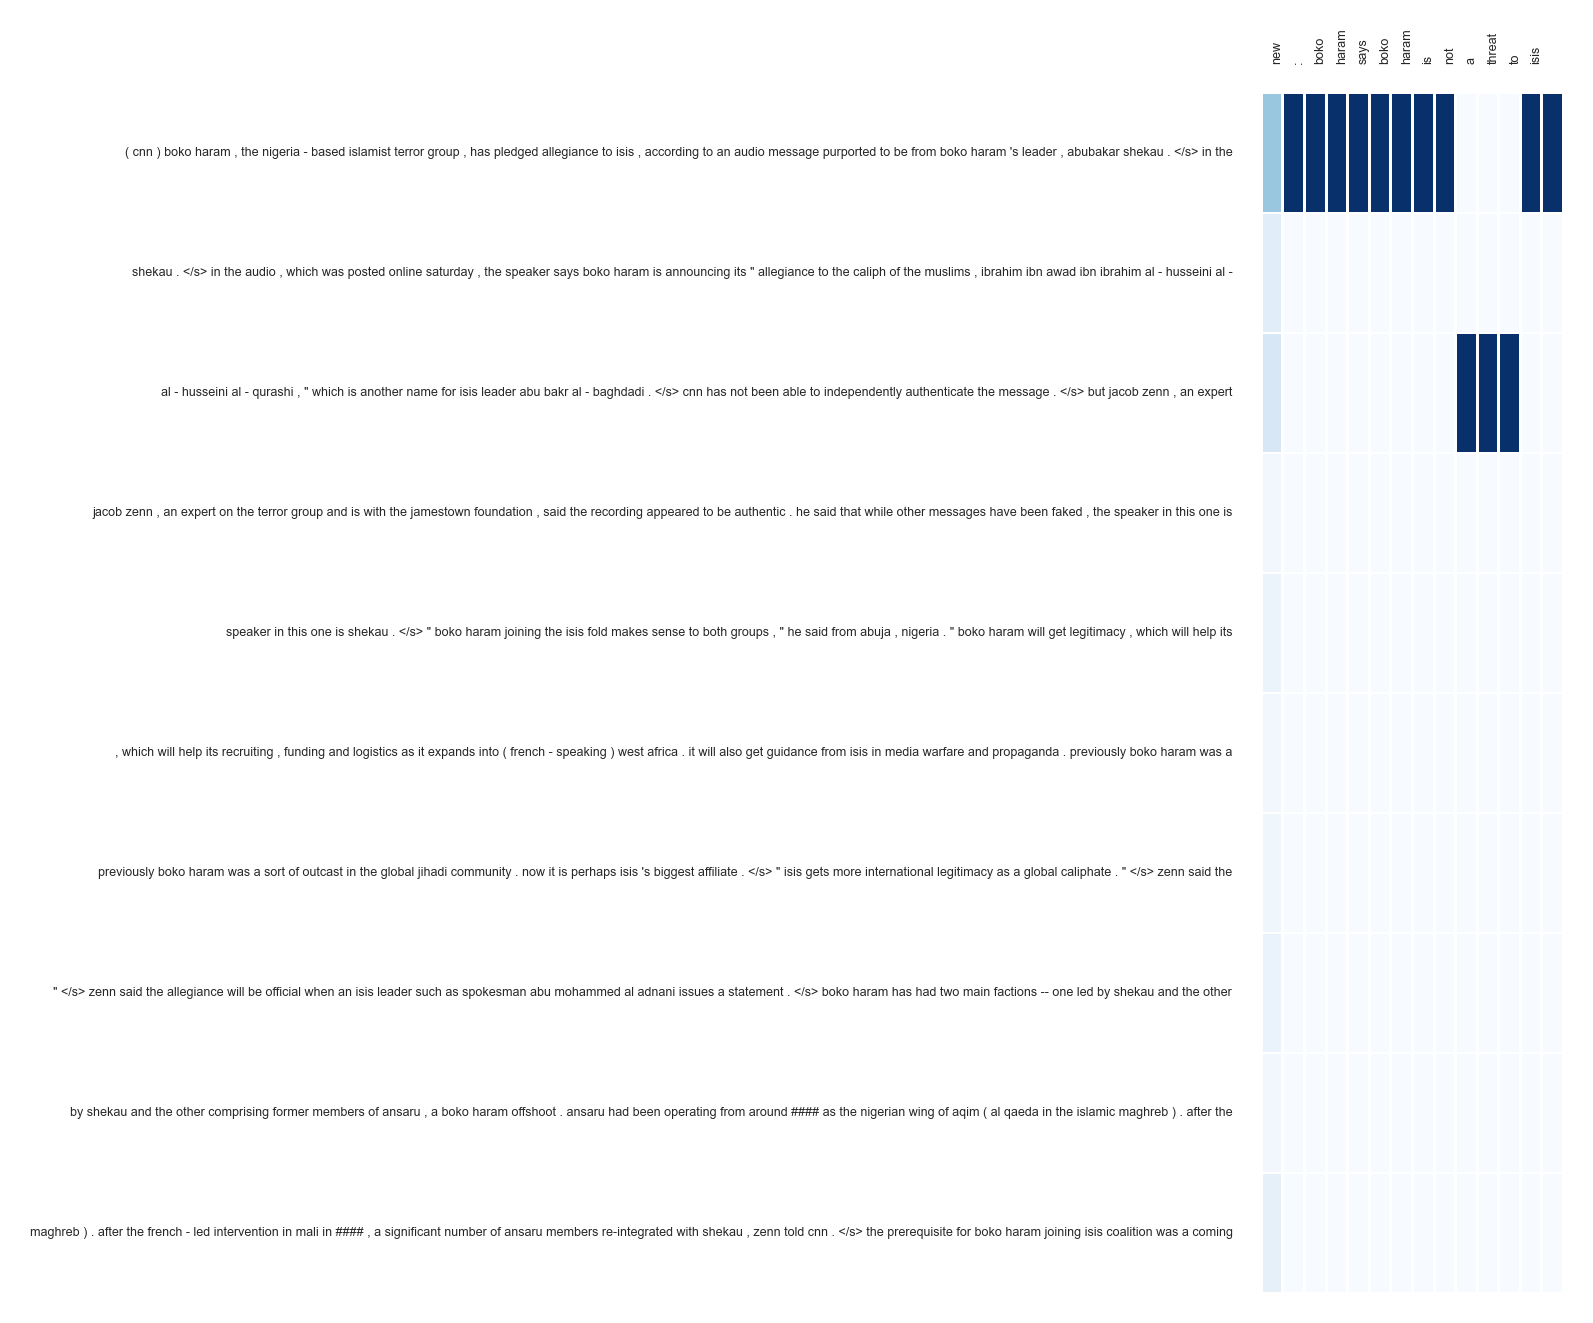 new : boko haram says boko haram is not a threat to isis
( cnn ) boko haram , the nigeria - based islamist terror group , has pledged allegiance to isis , according to an audio message purported to be from boko haram 's leader , abubakar shekau . </s> in the
shekau . </s> in the audio , which was posted online saturday , the speaker says boko haram is announcing its " allegiance to the caliph of the muslims , ibrahim ibn awad ibn ibrahim al - husseini al -
al - husseini al - qurashi , " which is another name for isis leader abu bakr al - baghdadi . </s> cnn has not been able to independently authenticate the message . </s> but jacob zenn , an expert
jacob zenn , an expert on the terror group and is with the jamestown foundation , said the recording appeared to be authentic . he said that while other messages have been faked , the speaker in this one is
speaker in this one is shekau . </s> " boko haram joining the isis fold makes sense to both groups , " he said from abuja , nigeria . " boko haram will get legitimacy , which will help its
, which will help its recruiting , funding and logistics as it expands into ( french - speaking ) west africa . it will also get guidance from isis in media warfare and propaganda . previously boko haram was a
previously boko haram was a sort of outcast in the global jihadi community . now it is perhaps isis 's biggest affiliate . </s> " isis gets more international legitimacy as a global caliphate . " </s> zenn said the
" </s> zenn said the allegiance will be official when an isis leader such as spokesman abu mohammed al adnani issues a statement . </s> boko haram has had two main factions -- one led by shekau and the other
by shekau and the other comprising former members of ansaru , a boko haram offshoot . ansaru had been operating from around #### as the nigerian wing of aqim ( al qaeda in the islamic maghreb ) . after the
maghreb ) . after the french - led intervention in mali in #### , a significant number of ansaru members re-integrated with shekau , zenn told cnn . </s> the prerequisite for boko haram joining isis coalition was a coming